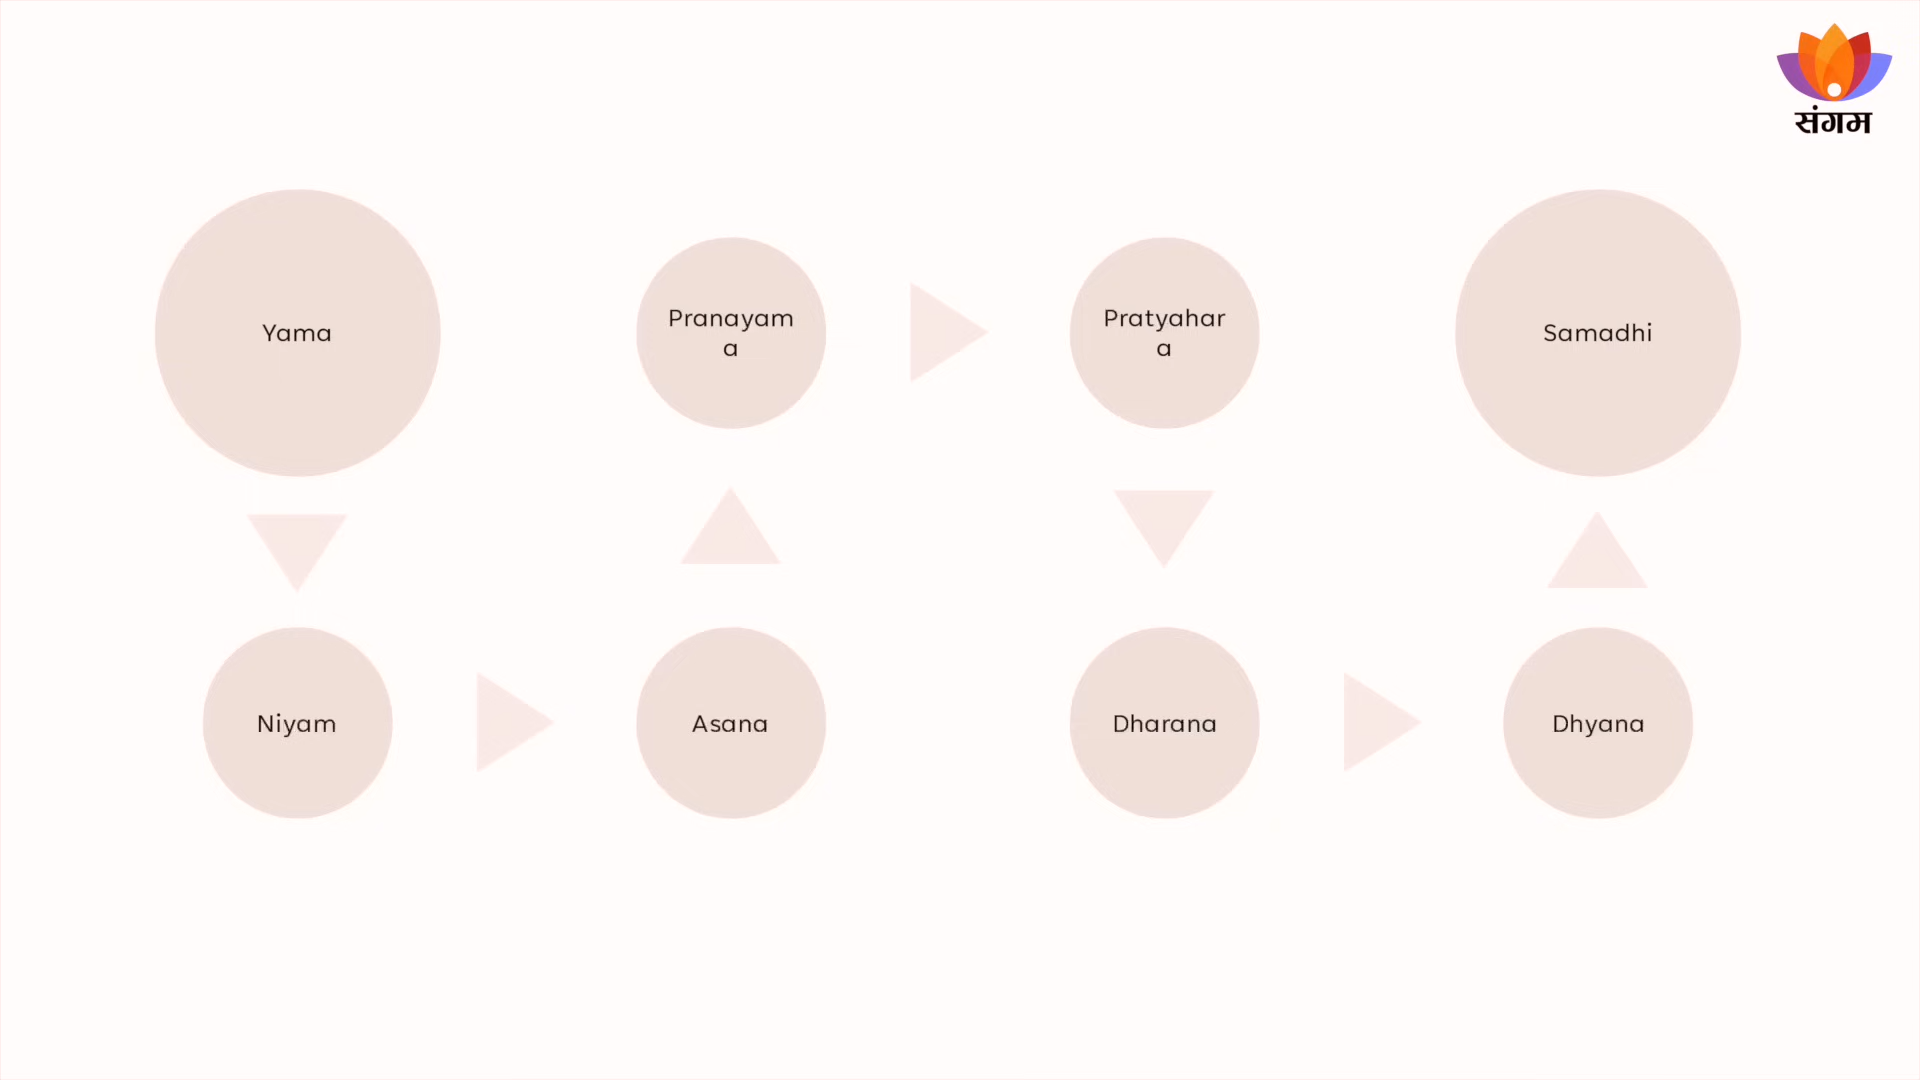 संगम
Yama
Pranayam
a
Pratyahar
a
Samadhi
Niyam
Asana
Dharana
Dhyana